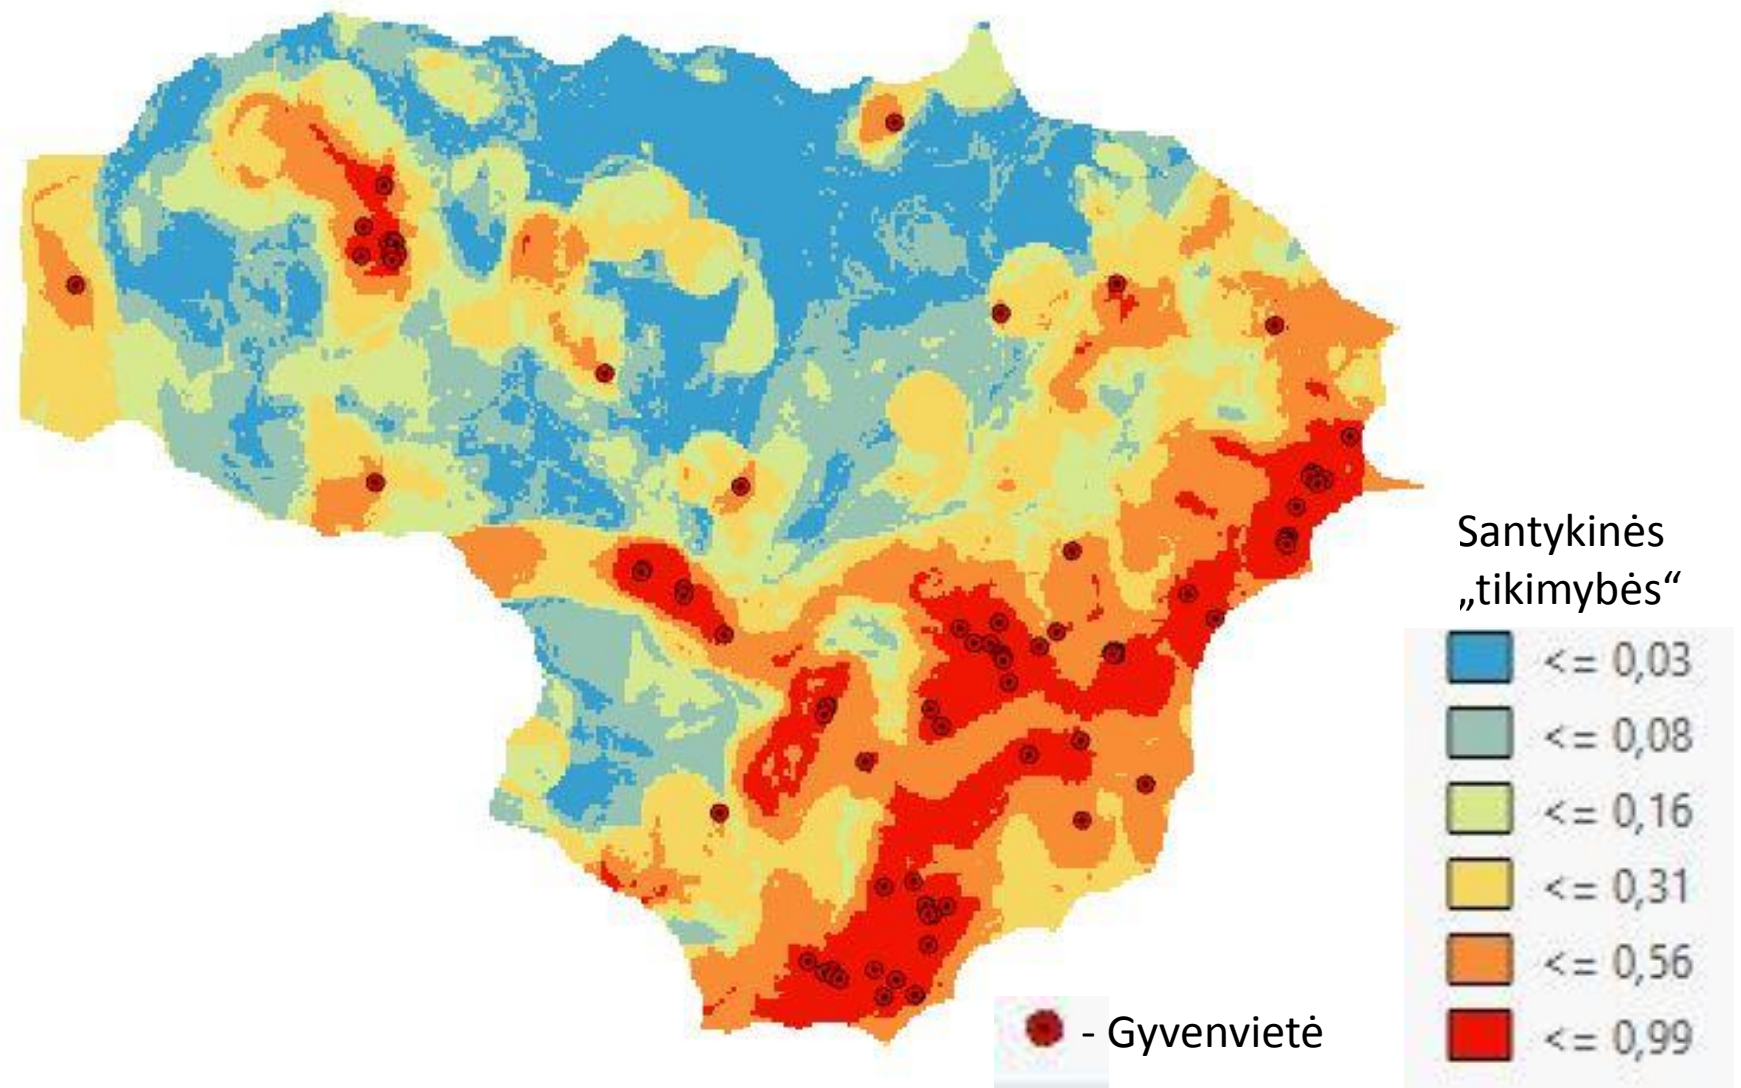 Santykinės
„tikimybės“
<= 0,03
<= 0,08
<= 0,16
<= 0,31
<= 0,56
<= 0,99
- Gyvenvietė